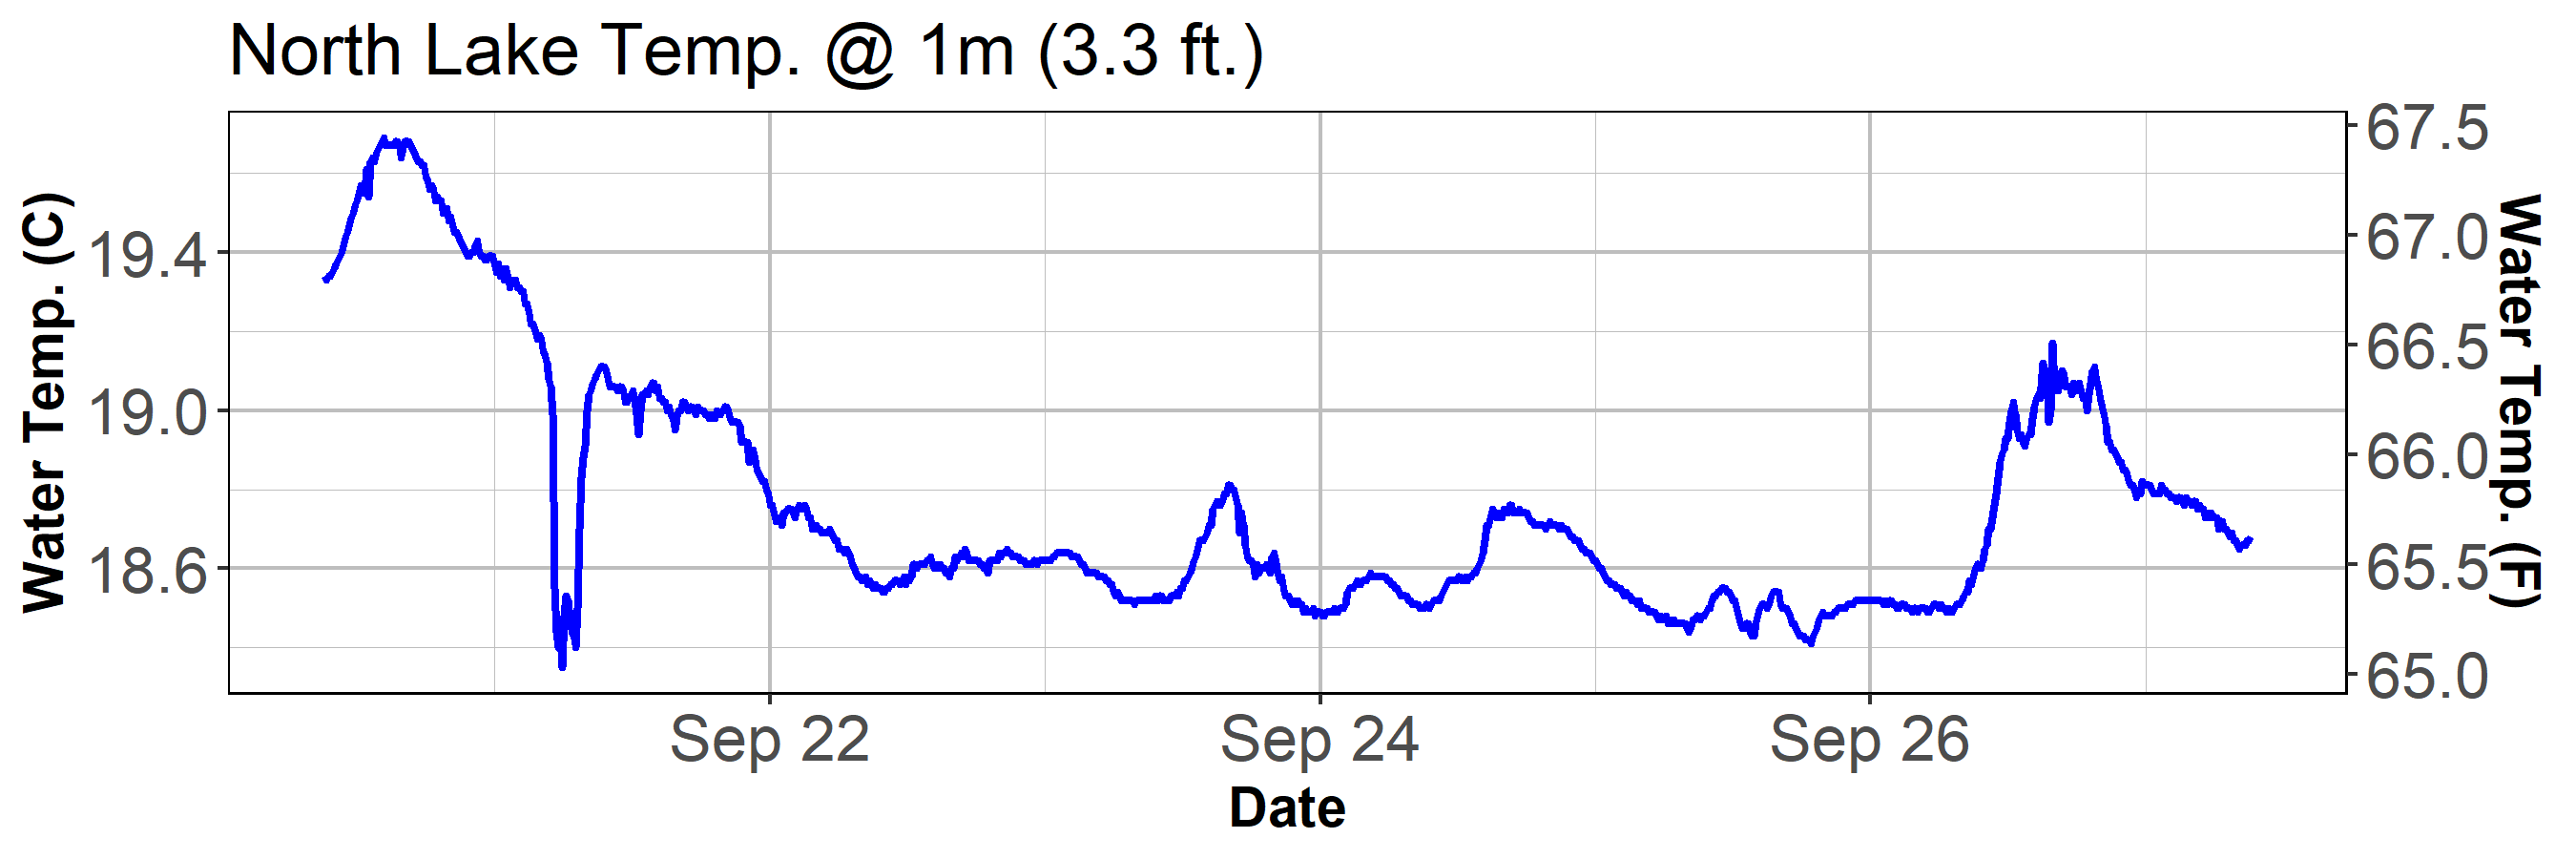 North Lake Temp. @ 1m (3.3 ft.)
Water Temp. (C)
19.4
19.0
18.6
67.5
67.0
66.5
66.0
65.5
65.0
Water Temp. (F)
Sep 22
Sep 24
Sep 26
Date